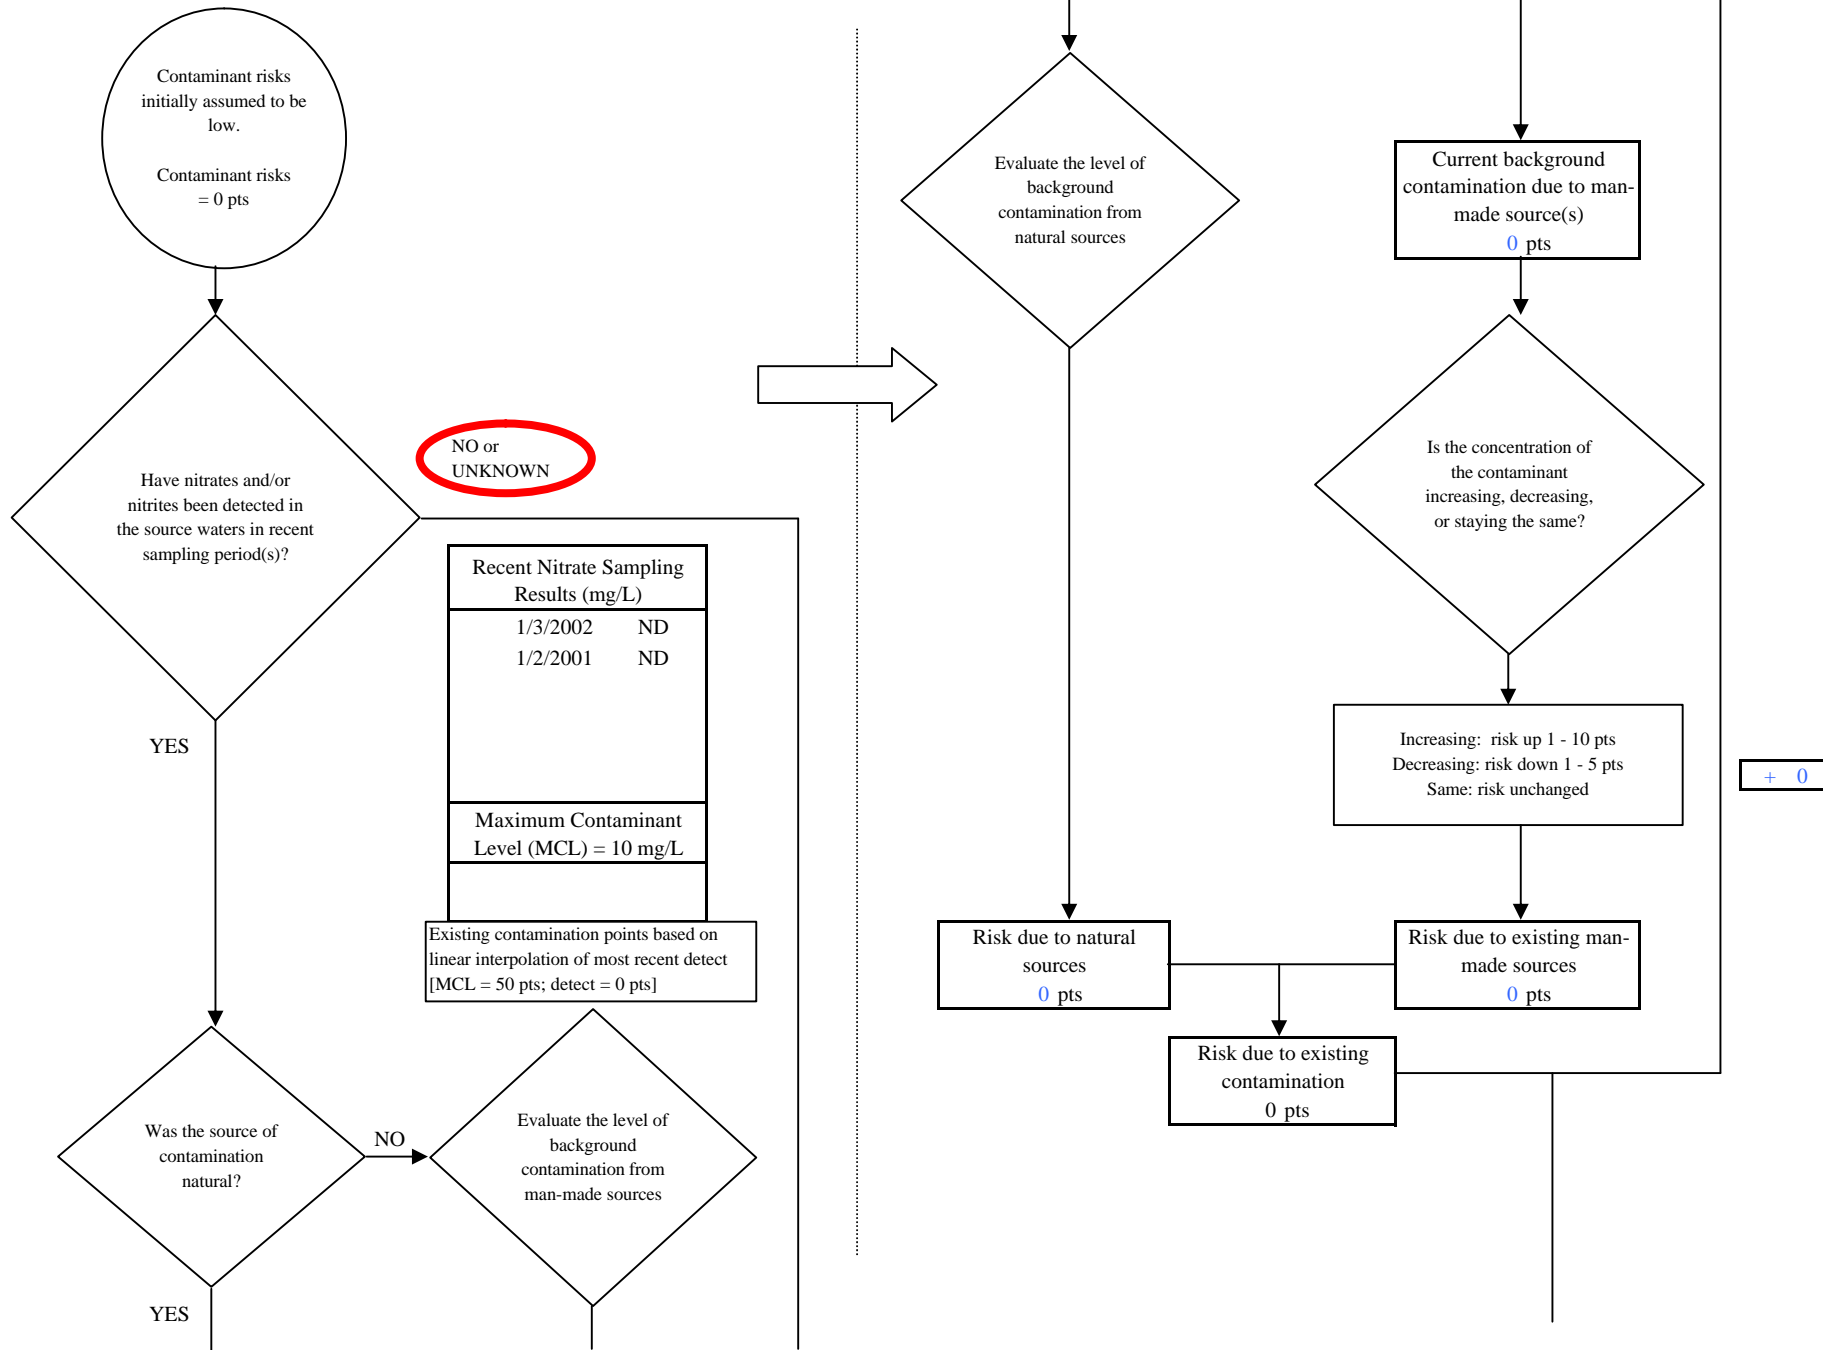 Contaminant risks
initially assumed to be
low.
Contaminant risks
= 0 pts
NO or
UNKNOWN
Have nitrates and/or
nitrites been detected in
the source waters in recent
sampling period(s)?
Recent Nitrate Sampling
Results (mg/L)
1/3/2002 ND
1/2/2001 ND
YES
Maximum Contaminant
Level (MCL) = 10 mg/L
Existing contamination points based on
linear interpolation of most recent detect
[MCL = 50 pts; detect = 0 pts]
Was the source of
contamination
natural?
NO
Evaluate the level of
background
contamination from
man-made sources
YES
Evaluate the level of
background
contamination from
natural sources
Current background
contamination due to man-
made source(s)
0 pts
Is the concentration of
the contaminant
increasing, decreasing,
or staying the same?
Increasing: risk up 1 - 10 pts
Decreasing: risk down 1 - 5 pts
Same: risk unchanged
+ 0
Risk due to natural
sources
0 pts
Risk due to existing man-
made sources
0 pts
Risk due to existing
contamination
0 pts